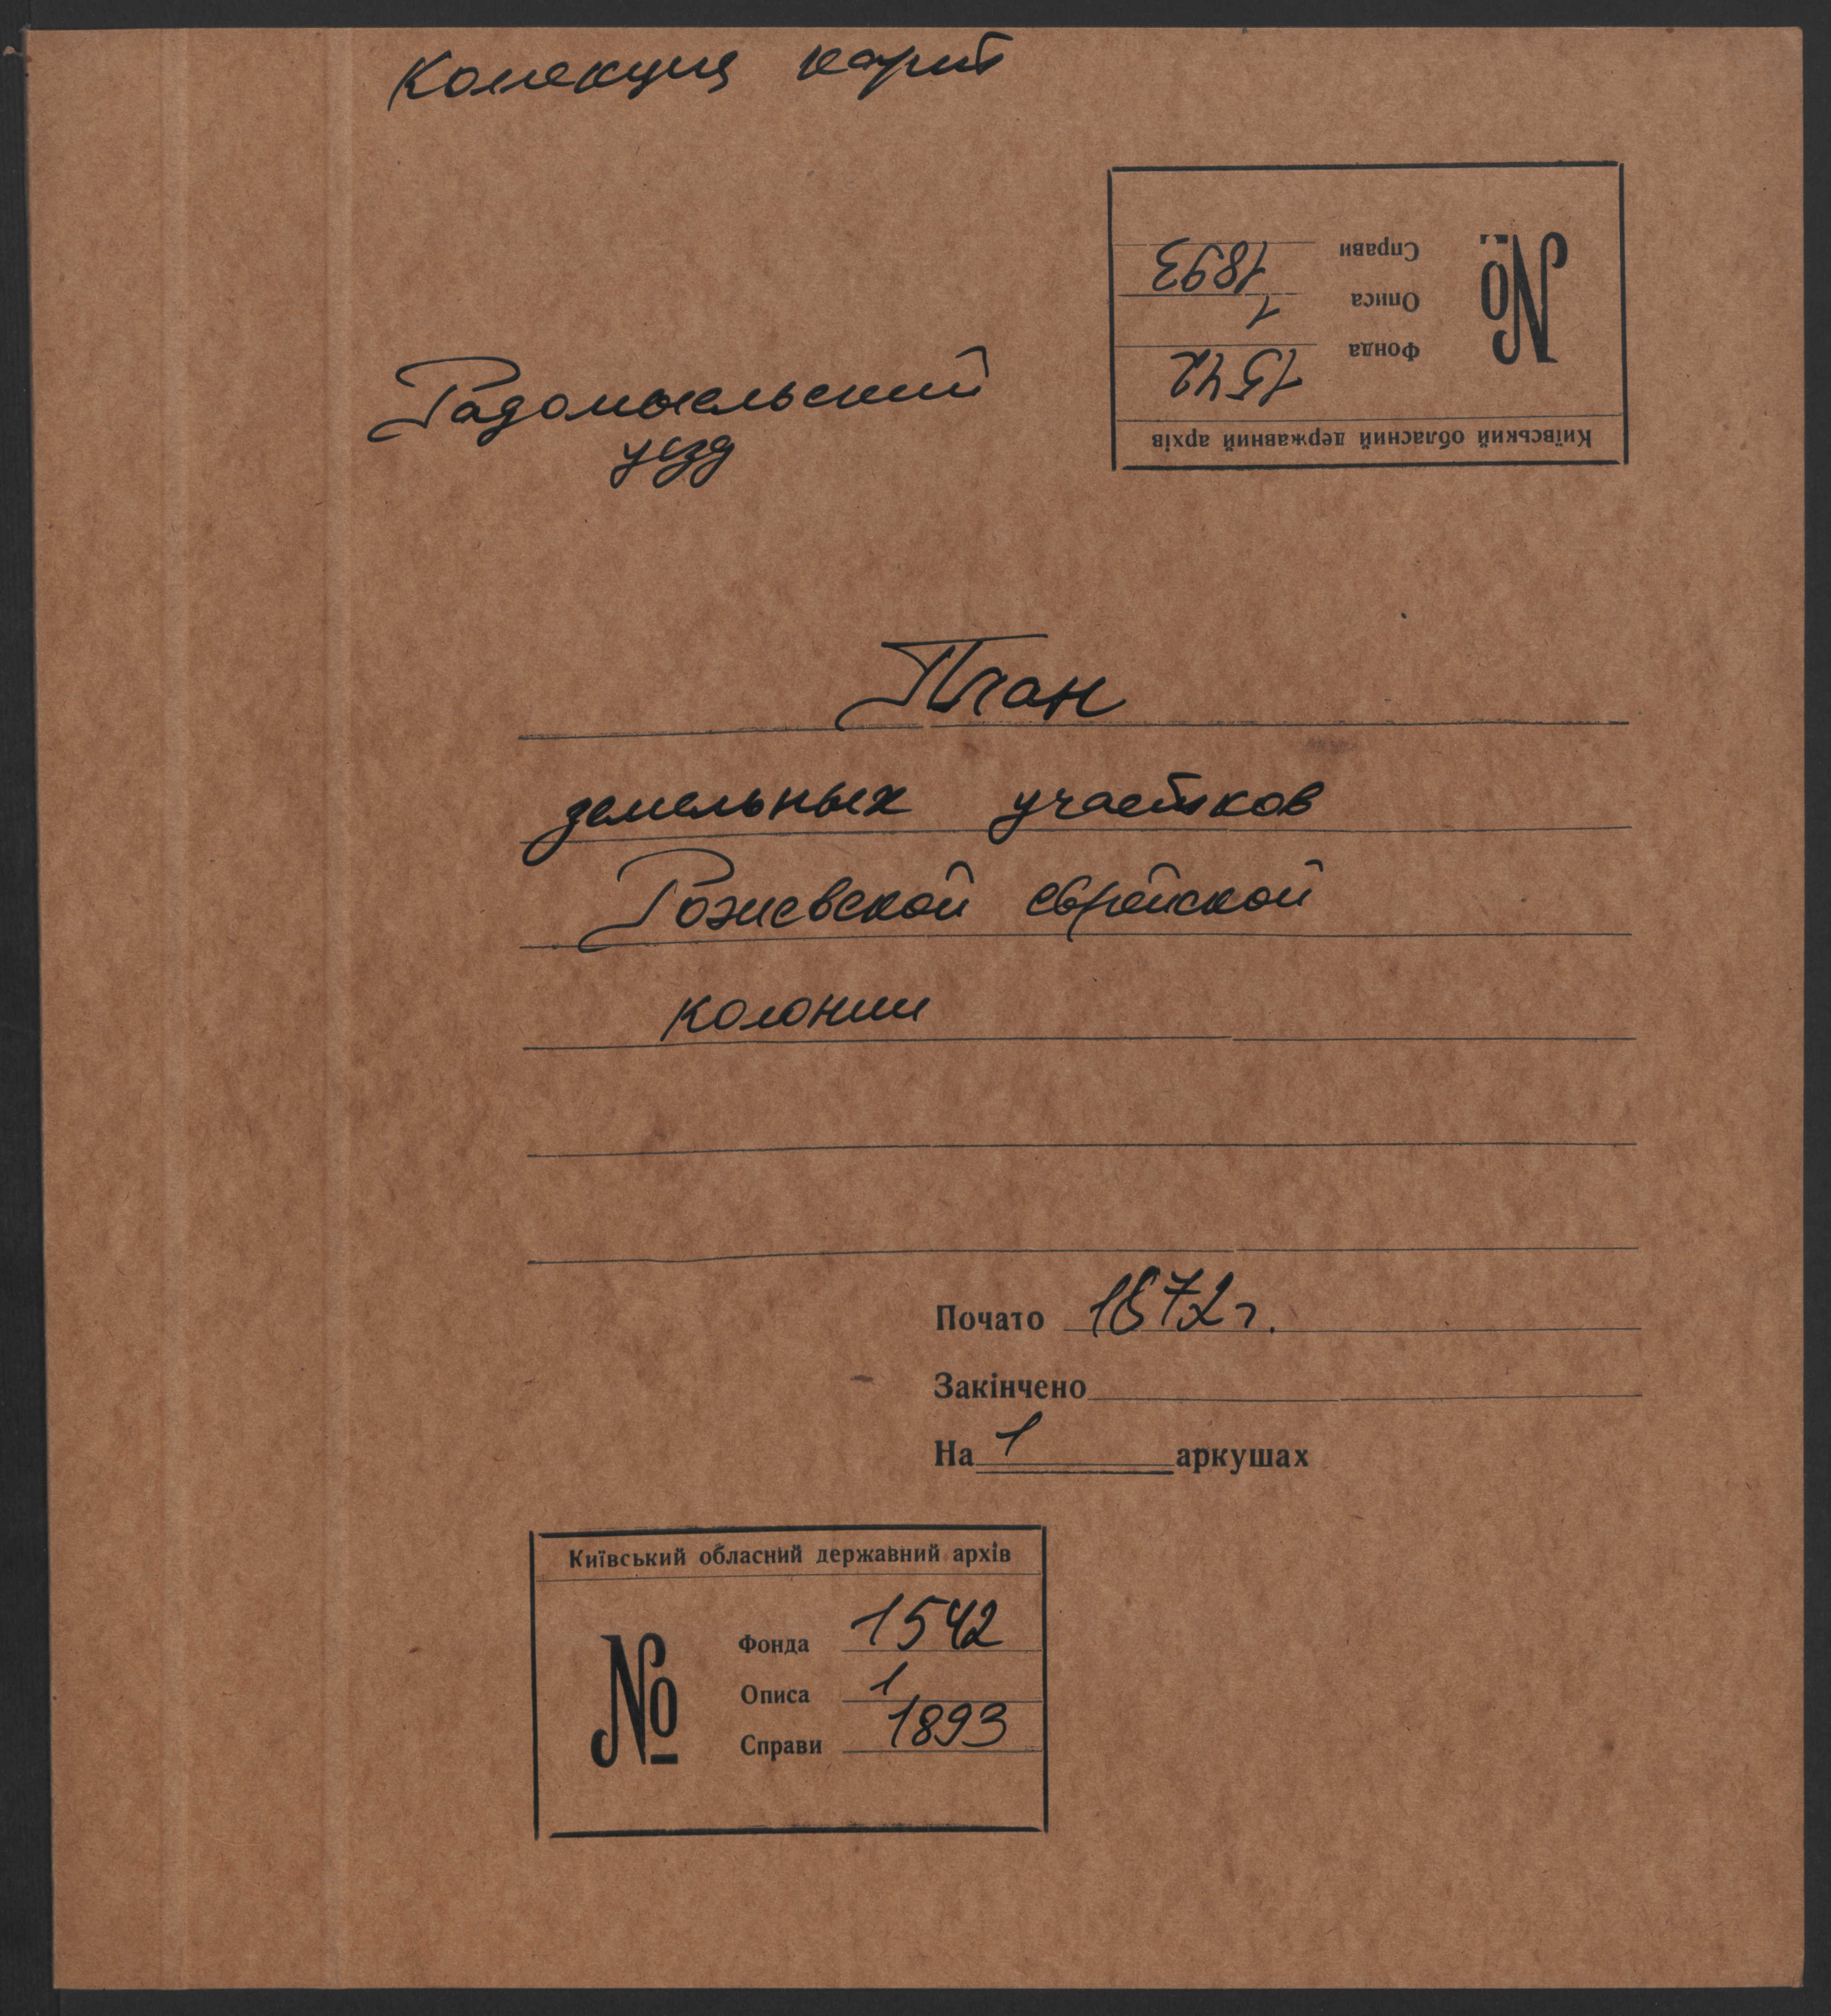 Колекция карт
Київський обласний державний архів
№
Фонда 1542
Описа 1
Справи 1893
Радомысльский
уезд
План
земельных участков
Рожевской еврейской
колонии
Почато 1872 г.
Закінчено
На 1 аркушах
Київський обласний державний архів
№
Фонда 1542
Описа 1
Справи 1893